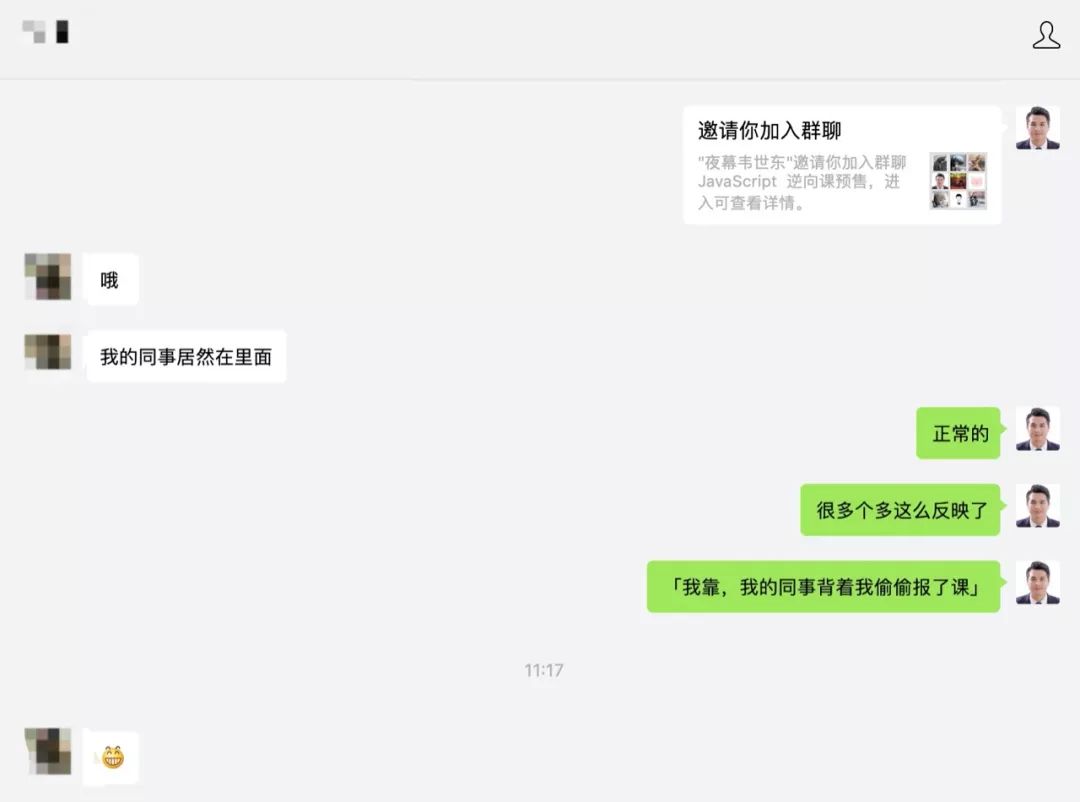 邀请你加入群聊
"夜幕韦世东"邀请你加入群聊
JavaScript 逆向课预售，进
入可查看详情。
哦
我的同事居然在里面
正常的
很多个多这么反映了
「我靠，我的同事背着我偷偷报了课」
11:17